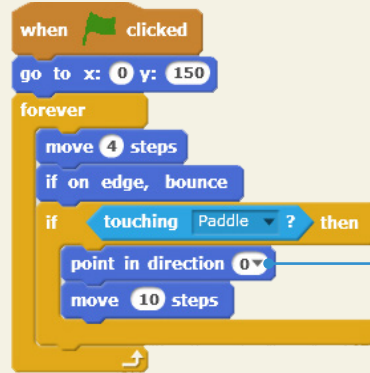 when clicked
go to x: 0 y: 150
forever
move 4 steps
if on edge, bounce
if touching Paddle ? then
point in direction 0
move 10 steps